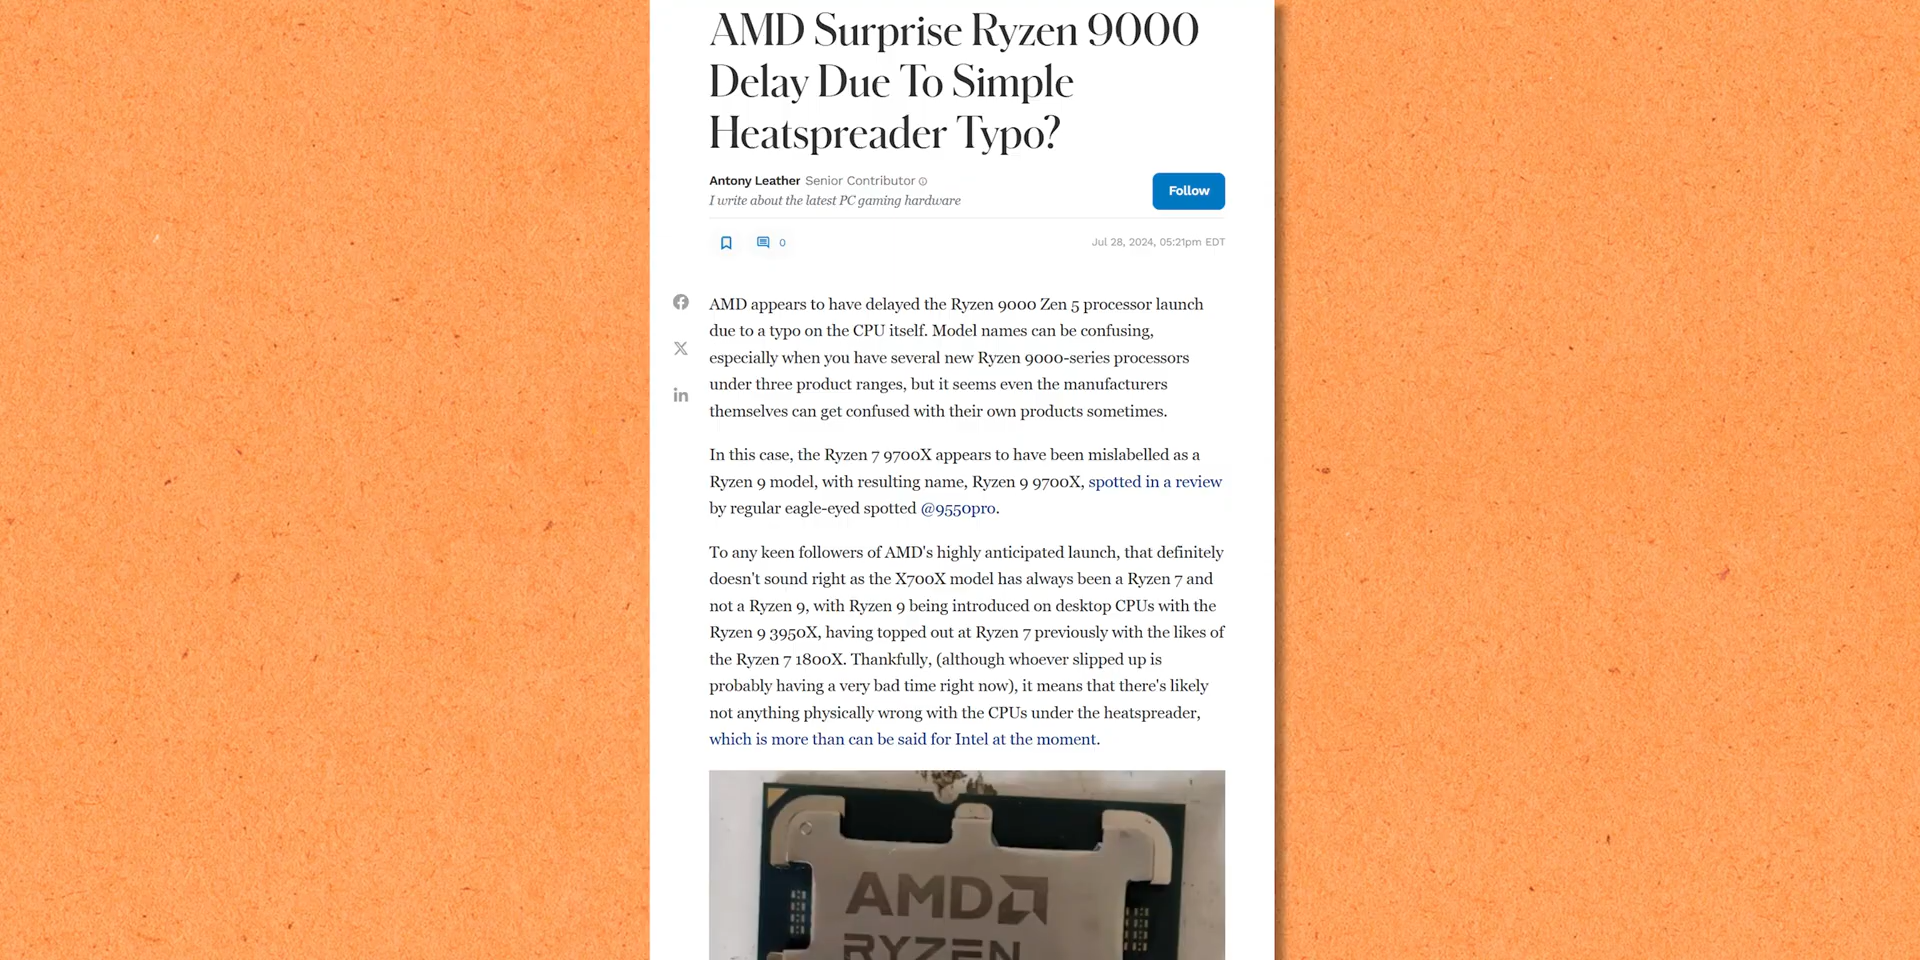 AMD Surprise Ryzen 9000
Delay Due To Simple
Heatspreader Typo?
Antony Leather Senior Contributor
I write about the latest PC gaming hardware
Follow
0
Jul 28, 2024, 05:21pm EDT
AMD appears to have delayed the Ryzen 9000 Zen 5 processor launch
due to a typo on the CPU itself. Model names can be confusing,
especially when you have several new Ryzen 9000-series processors
under three product ranges, but it seems even the manufacturers
themselves can get confused with their own products sometimes.
In this case, the Ryzen 7 9700X appears to have been mislabelled as a
Ryzen 9 model, with resulting name, Ryzen 9 9700X, spotted in a review
by regular eagle-eyed spotted @9550pro.
To any keen followers of AMD's highly anticipated launch, that definitely
doesn't sound right as the X700X model has always been a Ryzen 7 and
not a Ryzen 9, with Ryzen 9 being introduced on desktop CPUs with the
Ryzen 9 3950X, having topped out at Ryzen 7 previously with the likes of
the Ryzen 7 1800X. Thankfully, (although whoever slipped up is
probably having a very bad time right now), it means that there's likely
not anything physically wrong with the CPUs under the heatspreader,
which is more than can be said for Intel at the moment.
AMD
RYZEN